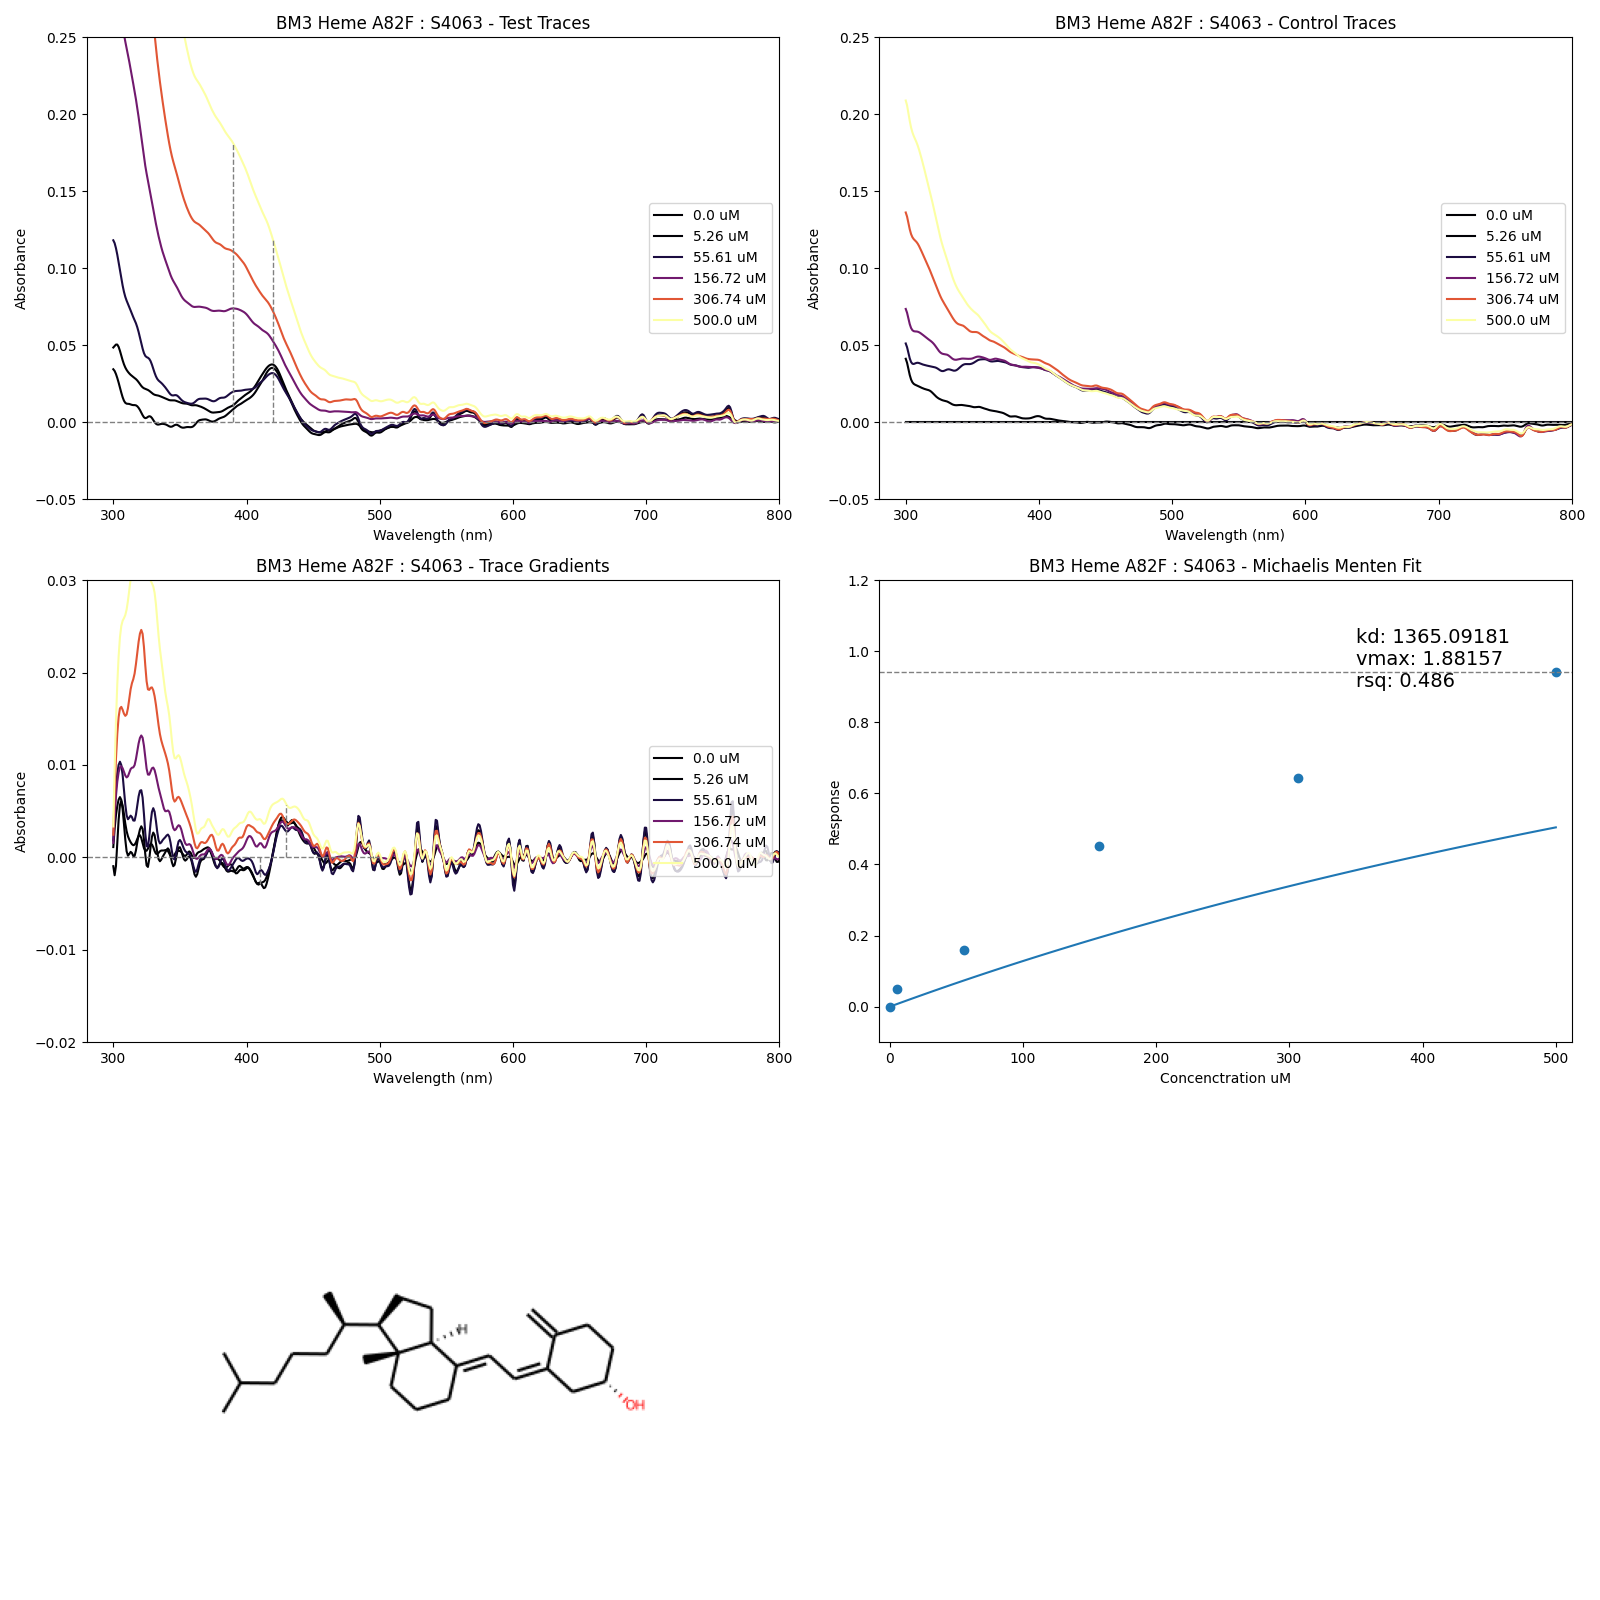 BM3 Heme A82F : S4063 - Test Traces
Absorbance
0.25
0.20
0.15
0.10
0.05
0.00
−0.05
300 400 500 600 700 800
Wavelength (nm)
0.0 uM
5.26 uM
55.61 uM
156.72 uM
306.74 uM
500.0 uM
BM3 Heme A82F : S4063 - Control Traces
Absorbance
0.25
0.20
0.15
0.10
0.05
0.00
−0.05
300 400 500 600 700 800
Wavelength (nm)
0.0 uM
5.26 uM
55.61 uM
156.72 uM
306.74 uM
500.0 uM
BM3 Heme A82F : S4063 - Trace Gradients
Absorbance
0.03
0.02
0.01
0.00
−0.01
−0.02
300 400 500 600 700 800
Wavelength (nm)
0.0 uM
5.26 uM
55.61 uM
156.72 uM
306.74 uM
500.0 uM
BM3 Heme A82F : S4063 - Michaelis Menten Fit
Response
1.2
1.0
0.8
0.6
0.4
0.2
0.0
0 100 200 300 400 500
Concenctration uM
kd: 1365.09181
vmax: 1.88157
rsq: 0.486
H
OH